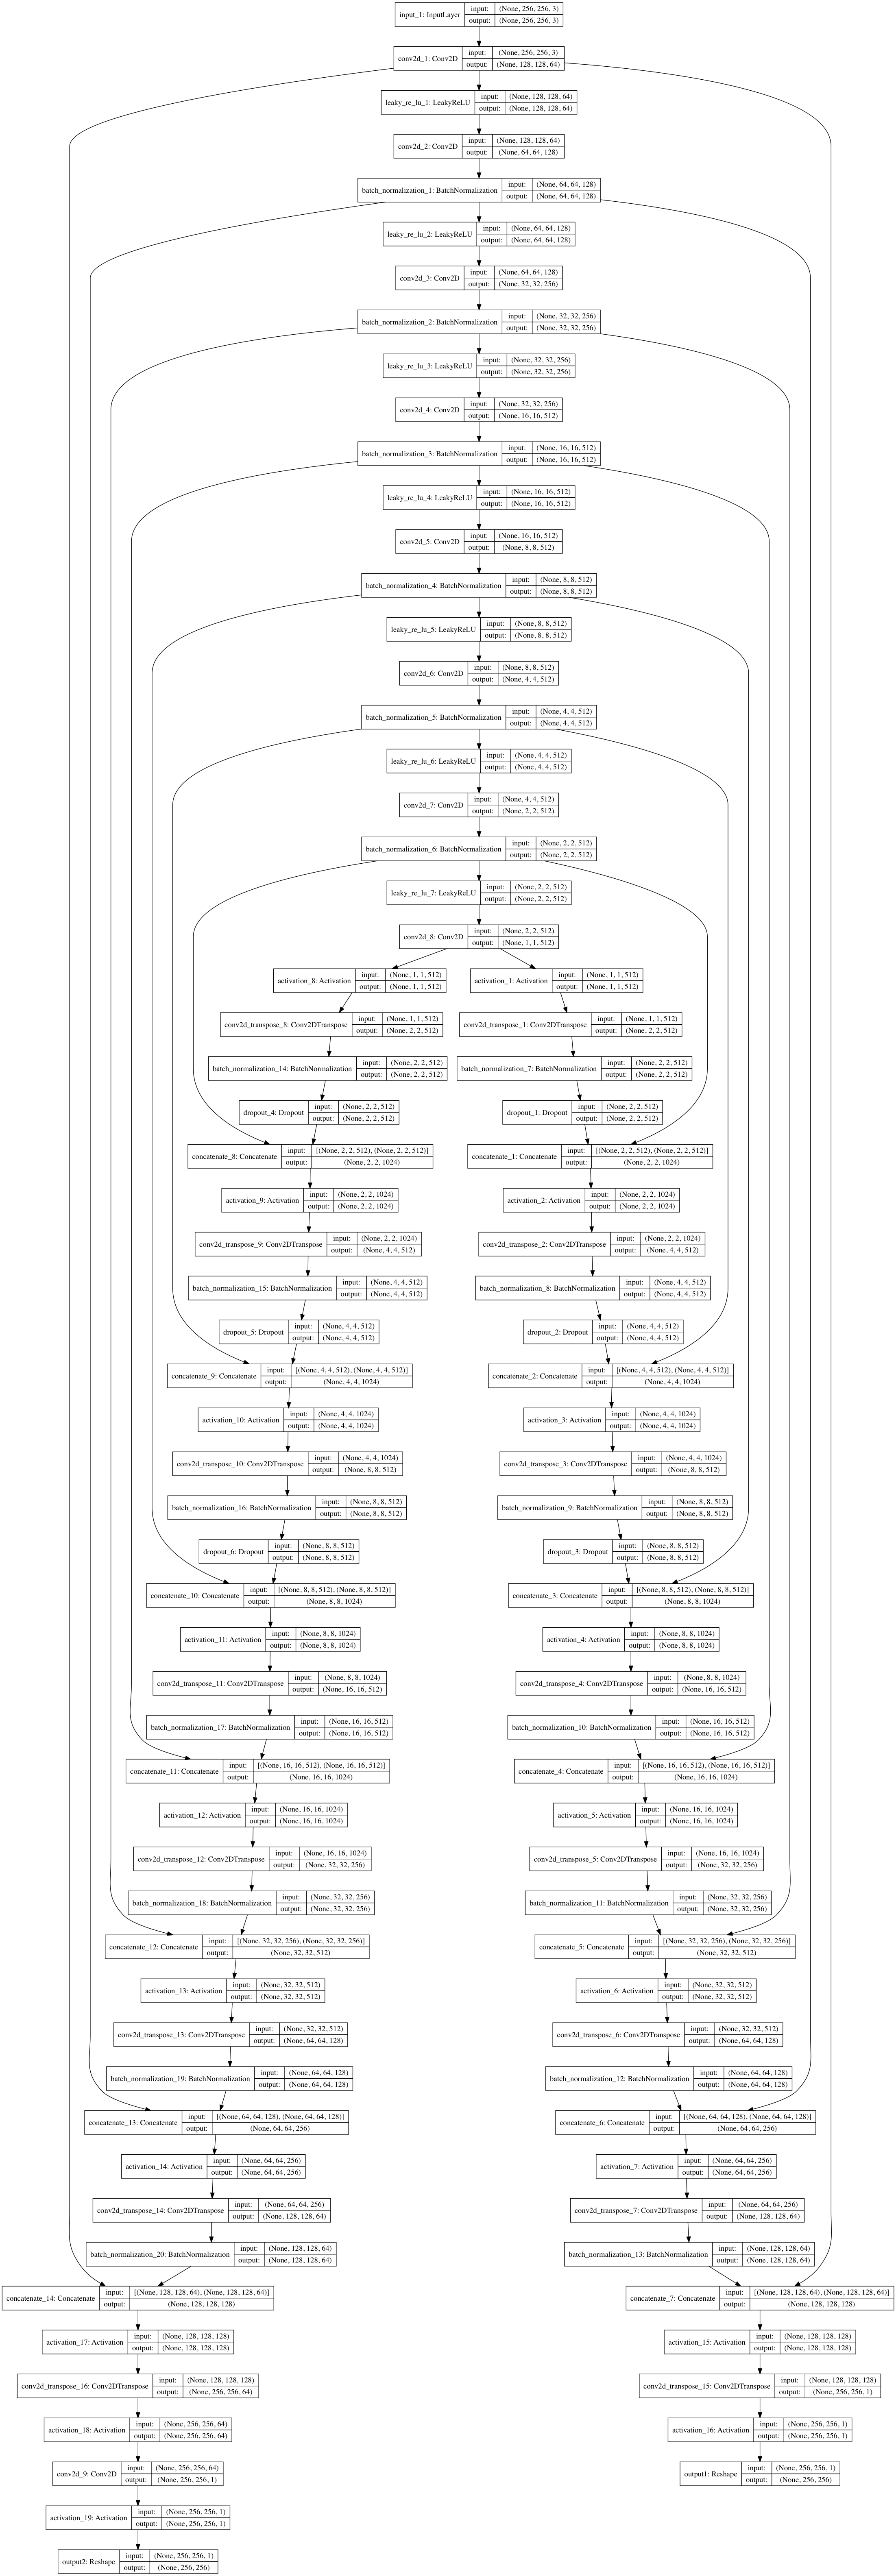 input_1: InputLayer input: (None, 256, 256, 3)
output: (None, 256, 256, 3)
conv2d_1: Conv2D input: (None, 256, 256, 3)
output: (None, 128, 128, 64)
leaky_re_lu_1: LeakyReLU input: (None, 128, 128, 64)
output: (None, 128, 128, 64)
conv2d_2: Conv2D input: (None, 128, 128, 64)
output: (None, 64, 64, 128)
batch_normalization_1: BatchNormalization input: (None, 64, 64, 128)
output: (None, 64, 64, 128)
leaky_re_lu_2: LeakyReLU input: (None, 64, 64, 128)
output: (None, 64, 64, 128)
conv2d_3: Conv2D input: (None, 64, 64, 128)
output: (None, 32, 32, 256)
batch_normalization_2: BatchNormalization input: (None, 32, 32, 256)
output: (None, 32, 32, 256)
leaky_re_lu_3: LeakyReLU input: (None, 32, 32, 256)
output: (None, 32, 32, 256)
conv2d_4: Conv2D input: (None, 32, 32, 256)
output: (None, 16, 16, 512)
batch_normalization_3: BatchNormalization input: (None, 16, 16, 512)
output: (None, 16, 16, 512)
leaky_re_lu_4: LeakyReLU input: (None, 16, 16, 512)
output: (None, 16, 16, 512)
conv2d_5: Conv2D input: (None, 16, 16, 512)
output: (None, 8, 8, 512)
batch_normalization_4: BatchNormalization input: (None, 8, 8, 512)
output: (None, 8, 8, 512)
leaky_re_lu_5: LeakyReLU input: (None, 8, 8, 512)
output: (None, 8, 8, 512)
conv2d_6: Conv2D input: (None, 8, 8, 512)
output: (None, 4, 4, 512)
batch_normalization_5: BatchNormalization input: (None, 4, 4, 512)
output: (None, 4, 4, 512)
leaky_re_lu_6: LeakyReLU input: (None, 4, 4, 512)
output: (None, 4, 4, 512)
conv2d_7: Conv2D input: (None, 4, 4, 512)
output: (None, 2, 2, 512)
batch_normalization_6: BatchNormalization input: (None, 2, 2, 512)
output: (None, 2, 2, 512)
leaky_re_lu_7: LeakyReLU input: (None, 2, 2, 512)
output: (None, 2, 2, 512)
conv2d_8: Conv2D input: (None, 2, 2, 512)
output: (None, 1, 1, 512)
activation_8: Activation input: (None, 1, 1, 512)
output: (None, 1, 1, 512)
activation_1: Activation input: (None, 1, 1, 512)
output: (None, 1, 1, 512)
conv2d_transpose_8: Conv2DTranspose input: (None, 1, 1, 512)
output: (None, 2, 2, 512)
conv2d_transpose_1: Conv2DTranspose input: (None, 1, 1, 512)
output: (None, 2, 2, 512)
batch_normalization_14: BatchNormalization input: (None, 2, 2, 512)
output: (None, 2, 2, 512)
batch_normalization_7: BatchNormalization input: (None, 2, 2, 512)
output: (None, 2, 2, 512)
dropout_4: Dropout input: (None, 2, 2, 512)
output: (None, 2, 2, 512)
dropout_1: Dropout input: (None, 2, 2, 512)
output: (None, 2, 2, 512)
concatenate_8: Concatenate input: [(None, 2, 2, 512), (None, 2, 2, 512)]
output: (None, 2, 2, 1024)
concatenate_1: Concatenate input: [(None, 2, 2, 512), (None, 2, 2, 512)]
output: (None, 2, 2, 1024)
activation_9: Activation input: (None, 2, 2, 1024)
output: (None, 2, 2, 1024)
activation_2: Activation input: (None, 2, 2, 1024)
output: (None, 2, 2, 1024)
conv2d_transpose_9: Conv2DTranspose input: (None, 2, 2, 1024)
output: (None, 4, 4, 512)
conv2d_transpose_2: Conv2DTranspose input: (None, 2, 2, 1024)
output: (None, 4, 4, 512)
batch_normalization_15: BatchNormalization input: (None, 4, 4, 512)
output: (None, 4, 4, 512)
batch_normalization_8: BatchNormalization input: (None, 4, 4, 512)
output: (None, 4, 4, 512)
dropout_5: Dropout input: (None, 4, 4, 512)
output: (None, 4, 4, 512)
dropout_2: Dropout input: (None, 4, 4, 512)
output: (None, 4, 4, 512)
concatenate_9: Concatenate input: [(None, 4, 4, 512), (None, 4, 4, 512)]
output: (None, 4, 4, 1024)
concatenate_2: Concatenate input: [(None, 4, 4, 512), (None, 4, 4, 512)]
output: (None, 4, 4, 1024)
activation_10: Activation input: (None, 4, 4, 1024)
output: (None, 4, 4, 1024)
activation_3: Activation input: (None, 4, 4, 1024)
output: (None, 4, 4, 1024)
conv2d_transpose_10: Conv2DTranspose input: (None, 4, 4, 1024)
output: (None, 8, 8, 512)
conv2d_transpose_3: Conv2DTranspose input: (None, 4, 4, 1024)
output: (None, 8, 8, 512)
batch_normalization_16: BatchNormalization input: (None, 8, 8, 512)
output: (None, 8, 8, 512)
batch_normalization_9: BatchNormalization input: (None, 8, 8, 512)
output: (None, 8, 8, 512)
dropout_6: Dropout input: (None, 8, 8, 512)
output: (None, 8, 8, 512)
dropout_3: Dropout input: (None, 8, 8, 512)
output: (None, 8, 8, 512)
concatenate_10: Concatenate input: [(None, 8, 8, 512), (None, 8, 8, 512)]
output: (None, 8, 8, 1024)
concatenate_3: Concatenate input: [(None, 8, 8, 512), (None, 8, 8, 512)]
output: (None, 8, 8, 1024)
activation_11: Activation input: (None, 8, 8, 1024)
output: (None, 8, 8, 1024)
activation_4: Activation input: (None, 8, 8, 1024)
output: (None, 8, 8, 1024)
conv2d_transpose_11: Conv2DTranspose input: (None, 8, 8, 1024)
output: (None, 16, 16, 512)
conv2d_transpose_4: Conv2DTranspose input: (None, 8, 8, 1024)
output: (None, 16, 16, 512)
batch_normalization_17: BatchNormalization input: (None, 16, 16, 512)
output: (None, 16, 16, 512)
batch_normalization_10: BatchNormalization input: (None, 16, 16, 512)
output: (None, 16, 16, 512)
concatenate_11: Concatenate input: [(None, 16, 16, 512), (None, 16, 16, 512)]
output: (None, 16, 16, 1024)
concatenate_4: Concatenate input: [(None, 16, 16, 512), (None, 16, 16, 512)]
output: (None, 16, 16, 1024)
activation_12: Activation input: (None, 16, 16, 1024)
output: (None, 16, 16, 1024)
activation_5: Activation input: (None, 16, 16, 1024)
output: (None, 16, 16, 1024)
conv2d_transpose_12: Conv2DTranspose input: (None, 16, 16, 1024)
output: (None, 32, 32, 256)
conv2d_transpose_5: Conv2DTranspose input: (None, 16, 16, 1024)
output: (None, 32, 32, 256)
batch_normalization_18: BatchNormalization input: (None, 32, 32, 256)
output: (None, 32, 32, 256)
batch_normalization_11: BatchNormalization input: (None, 32, 32, 256)
output: (None, 32, 32, 256)
concatenate_12: Concatenate input: [(None, 32, 32, 256), (None, 32, 32, 256)]
output: (None, 32, 32, 512)
concatenate_5: Concatenate input: [(None, 32, 32, 256), (None, 32, 32, 256)]
output: (None, 32, 32, 512)
activation_13: Activation input: (None, 32, 32, 512)
output: (None, 32, 32, 512)
activation_6: Activation input: (None, 32, 32, 512)
output: (None, 32, 32, 512)
conv2d_transpose_13: Conv2DTranspose input: (None, 32, 32, 512)
output: (None, 64, 64, 128)
conv2d_transpose_6: Conv2DTranspose input: (None, 32, 32, 512)
output: (None, 64, 64, 128)
batch_normalization_19: BatchNormalization input: (None, 64, 64, 128)
output: (None, 64, 64, 128)
batch_normalization_12: BatchNormalization input: (None, 64, 64, 128)
output: (None, 64, 64, 128)
concatenate_13: Concatenate input: [(None, 64, 64, 128), (None, 64, 64, 128)]
output: (None, 64, 64, 256)
concatenate_6: Concatenate input: [(None, 64, 64, 128), (None, 64, 64, 128)]
output: (None, 64, 64, 256)
activation_14: Activation input: (None, 64, 64, 256)
output: (None, 64, 64, 256)
activation_7: Activation input: (None, 64, 64, 256)
output: (None, 64, 64, 256)
conv2d_transpose_14: Conv2DTranspose input: (None, 64, 64, 256)
output: (None, 128, 128, 64)
conv2d_transpose_7: Conv2DTranspose input: (None, 64, 64, 256)
output: (None, 128, 128, 64)
batch_normalization_20: BatchNormalization input: (None, 128, 128, 64)
output: (None, 128, 128, 64)
batch_normalization_13: BatchNormalization input: (None, 128, 128, 64)
output: (None, 128, 128, 64)
concatenate_14: Concatenate input: [(None, 128, 128, 64), (None, 128, 128, 64)]
output: (None, 128, 128, 128)
concatenate_7: Concatenate input: [(None, 128, 128, 64), (None, 128, 128, 64)]
output: (None, 128, 128, 128)
activation_17: Activation input: (None, 128, 128, 128)
output: (None, 128, 128, 128)
activation_15: Activation input: (None, 128, 128, 128)
output: (None, 128, 128, 128)
conv2d_transpose_16: Conv2DTranspose input: (None, 128, 128, 128)
output: (None, 256, 256, 64)
conv2d_transpose_15: Conv2DTranspose input: (None, 128, 128, 128)
output: (None, 256, 256, 1)
activation_18: Activation input: (None, 256, 256, 64)
output: (None, 256, 256, 64)
activation_16: Activation input: (None, 256, 256, 1)
output: (None, 256, 256, 1)
conv2d_9: Conv2D input: (None, 256, 256, 64)
output: (None, 256, 256, 1)
output1: Reshape input: (None, 256, 256, 1)
output: (None, 256, 256)
activation_19: Activation input: (None, 256, 256, 1)
output: (None, 256, 256, 1)
output2: Reshape input: (None, 256, 256, 1)
output: (None, 256, 256)